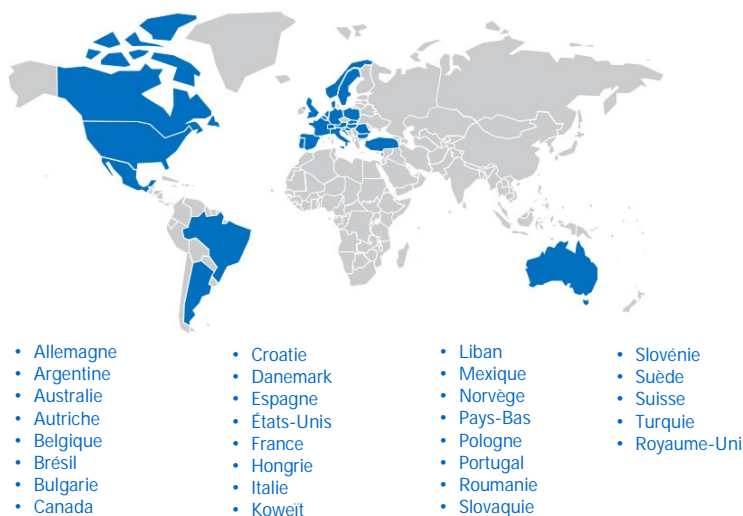 • Allemagne
• Argentine
• Australie
• Autriche
• Belgique
• Brésil
• Bulgarie
• Canada
• Croatie
• Danemark
• Espagne
• États-Unis
• France
• Hongrie
• Italie
• Koweït
• Liban
• Mexique
• Norvège
• Pays-Bas
• Pologne
• Portugal
• Roumanie
• Slovaquie
• Slovénie
• Suède
• Suisse
• Turquie
• Royaume-Uni